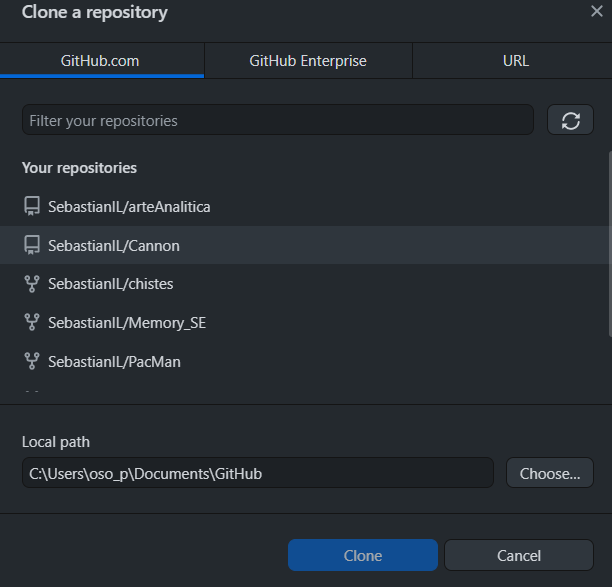 Clone a repository
GitHub.com
GitHub Enterprise
URL
Filter your repositories
Your repositories
SebastianIL/arteAnalitica
SebastianIL/Cannon
SebastianIL/chistes
SebastianIL/Memory_SE
SebastianIL/PacMan
Local path
C:\Users\oso_p\Documents\GitHub
Choose...
Clone
Cancel